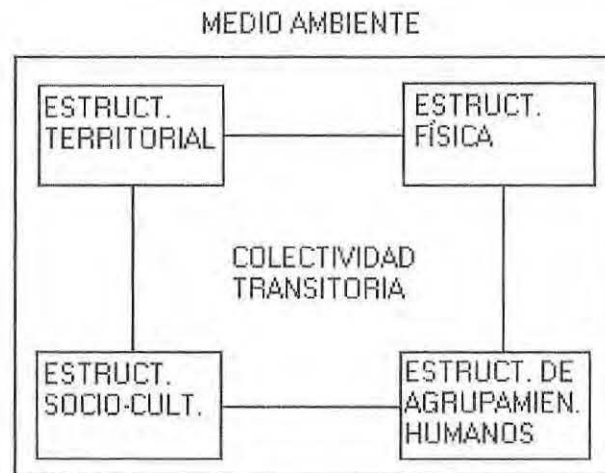 MEDIO AMBIENTE
ESTRUCT.
TERRITORIAL
ESTRUCT.
FÍSICA
COLECTIVIDAD
TRANSITORIA
ESTRUCT.
SOCIO-CULT.
ESTRUCT. DE
AGRUPAMIEN.
HUMANOS